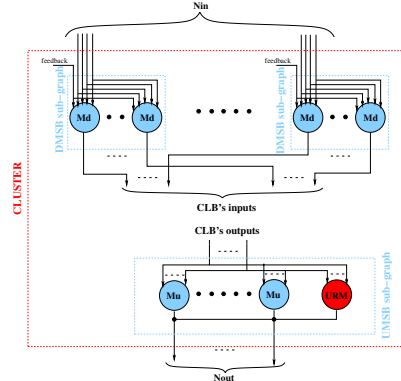 Nin
feedback
feedback
Md
Md
Md
Md
DMSB sub-graph
DMSB sub-graph
CLUSTER
CLB's inputs
CLB's outputs
Mu
Mu
URM
UMSB sub-graph
Nout